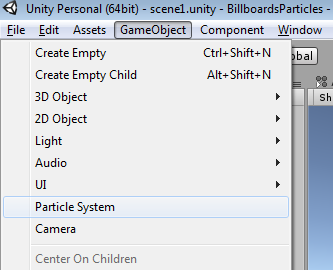 Unity Personal (64bit) - scene1.unity - BillboardsParticles -
File Edit Assets GameObject Component Window
Create Empty Ctrl+Shift+N
Create Empty Child Alt+Shift+N
3D Object
2D Object
Light
Audio
UI
Particle System
Camera
Center On Children
obal
Sh